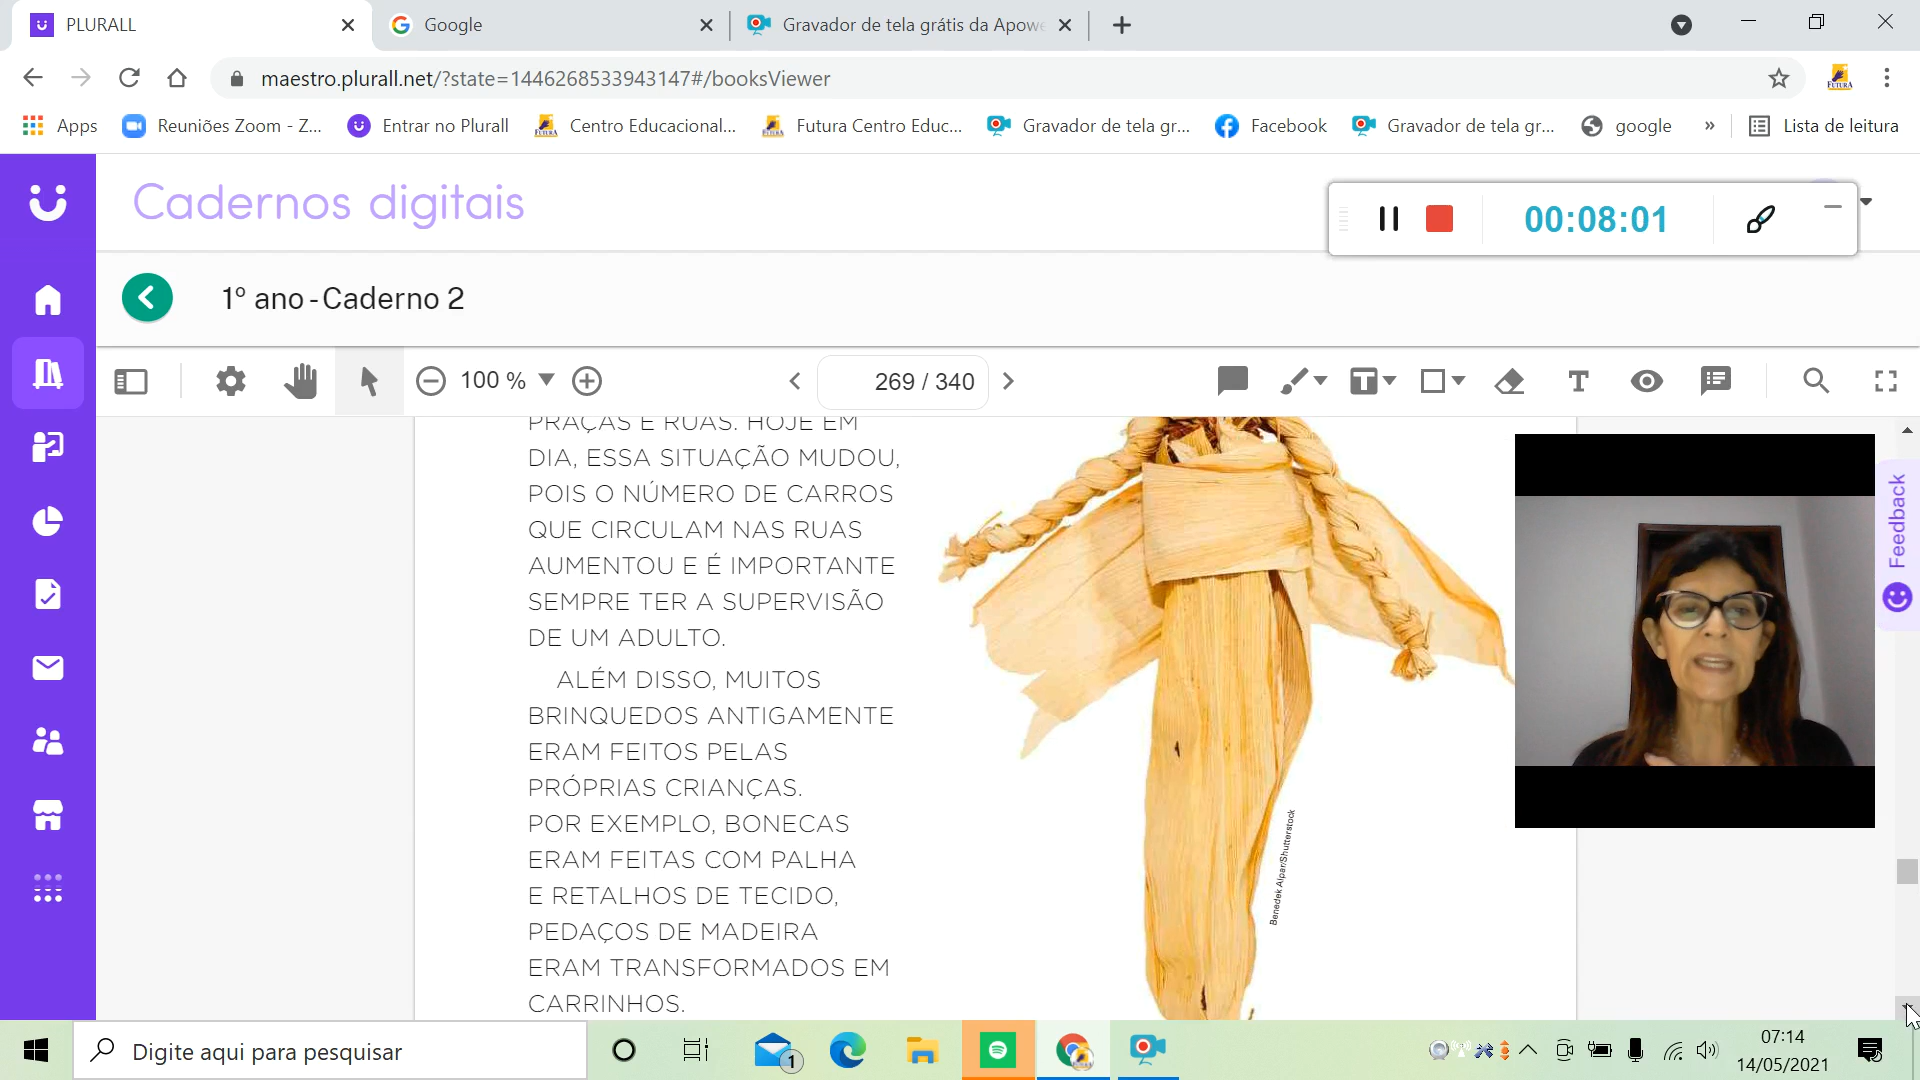 PLURALL
Google
Gravador de tela grátis da Apowe
maestro.plurall.net/?state=1446268533943147#/booksViewer
Apps
Reuniões Zoom - Z...
Entrar no Plurall
Centro Educacional...
Futura Centro Educ...
Gravador de tela gr...
Facebook
Gravador de tela gr...
google
»
Lista de leitura
Cadernos digitais
00:08:01
1º ano - Caderno 2
100 %
269 / 340
PRAÇAS E RUAS. HOJE EM
DIA, ESSA SITUAÇÃO MUDOU,
POIS O NÚMERO DE CARROS
QUE CIRCULAM NAS RUAS
AUMENTOU E É IMPORTANTE
SEMPRE TER A SUPERVISÃO
DE UM ADULTO.
ALÉM DISSO, MUITOS
BRINQUEDOS ANTIGAMENTE
ERAM FEITOS PELAS
PRÓPRIAS CRIANÇAS.
POR EXEMPLO, BONECAS
ERAM FEITAS COM PALHA
E RETALHOS DE TECIDO,
PEDAÇOS DE MADEIRA
ERAM TRANSFORMADOS EM
CARRINHOS.
Benedek Alpar/Shutterstock
Feedback
Digite aqui para pesquisar
1
07:14
14/05/2021